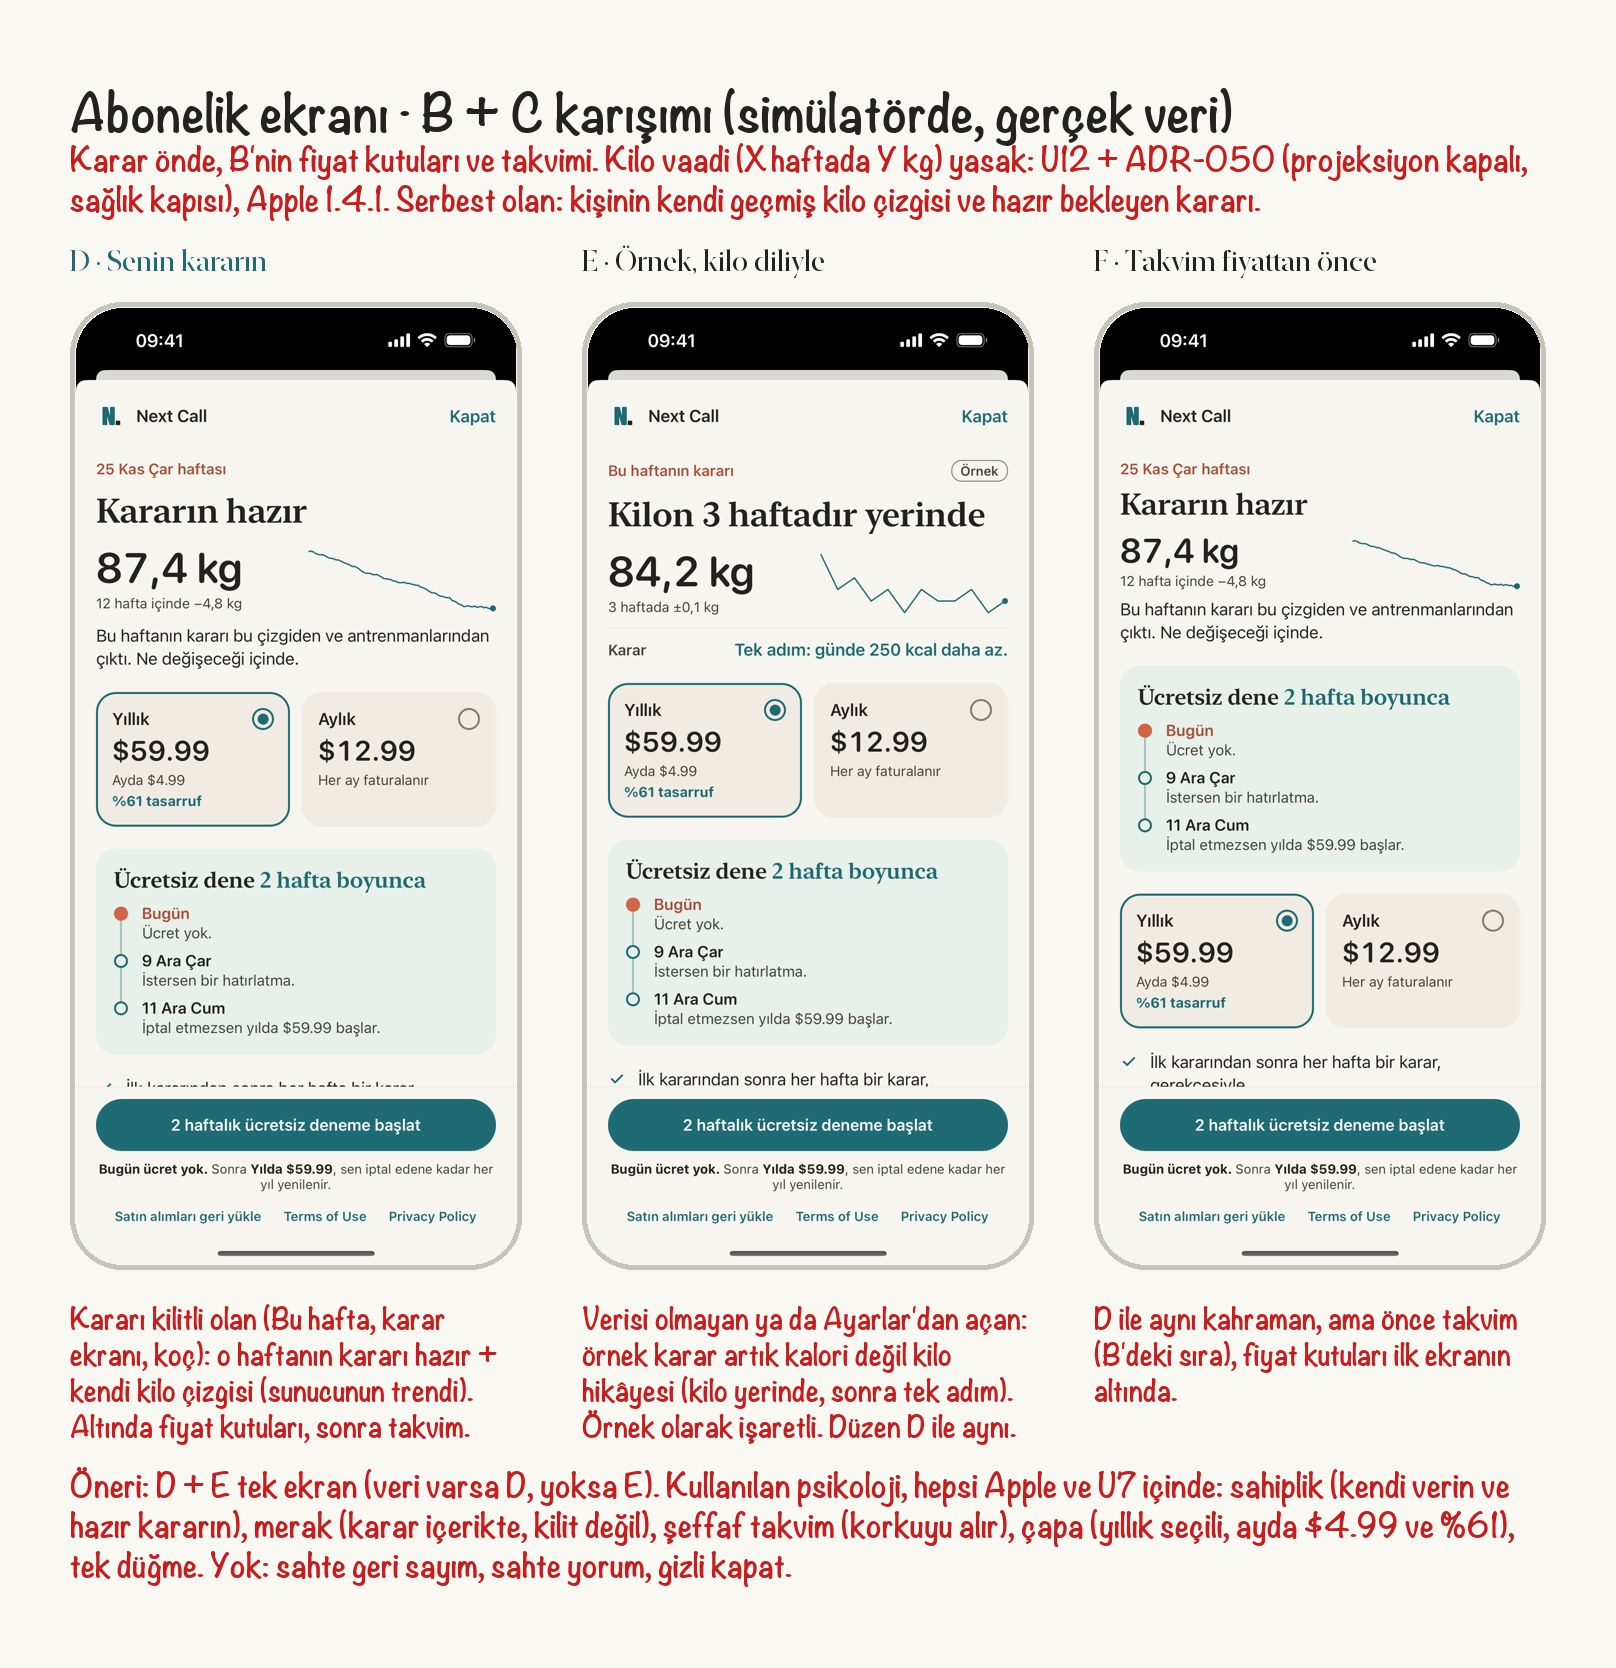 Abonelik ekranı · B + C karışımı (simülatörde, gerçek veri)
Karar önde, B'nin fiyat kutuları ve takvimi. Kilo vaadi (X haftada Y kg) yasak: U12 + ADR-050 (projeksiyon kapalı,
sağlık kapısı), Apple 1.4.1. Serbest olan: kişinin kendi geçmiş kilo çizgisi ve hazır bekleyen kararı.
D · Senin kararın
09:41
N. Next Call
Kapat
25 Kas Çar haftası
Kararın hazır
87,4 kg
12 hafta içinde −4,8 kg
Bu haftanın kararı bu çizgiden ve antrenmanlarından
çıktı. Ne değişeceği içinde.
Yıllık
$59.99
Ayda $4.99
%61 tasarruf
Aylık
$12.99
Her ay faturalanır
Ücretsiz dene 2 hafta boyunca
Bugün
Ücret yok.
9 Ara Çar
İstersen bir hatırlatma.
11 Ara Cum
İptal etmezsen yılda $59.99 başlar.
İlk kararından sonra her hafta bir karar,
2 haftalık ücretsiz deneme başlat
Bugün ücret yok. Sonra Yılda $59.99, sen iptal edene kadar her
yıl yenilenir.
Satın alımları geri yükle Terms of Use Privacy Policy
Kararı kilitli olan (Bu hafta, karar
ekranı, koç): o haftanın kararı hazır +
kendi kilo çizgisi (sunucunun trendi).
Altında fiyat kutuları, sonra takvim.
E · Örnek, kilo diliyle
09:41
N. Next Call
Kapat
Bu haftanın kararı
Örnek
Kilon 3 haftadır yerinde
84,2 kg
3 haftada ±0,1 kg
Karar
Tek adım: günde 250 kcal daha az.
Yıllık
$59.99
Ayda $4.99
%61 tasarruf
Aylık
$12.99
Her ay faturalanır
Ücretsiz dene 2 hafta boyunca
Bugün
Ücret yok.
9 Ara Çar
İstersen bir hatırlatma.
11 Ara Cum
İptal etmezsen yılda $59.99 başlar.
İlk kararından sonra her hafta bir karar,
2 haftalık ücretsiz deneme başlat
Bugün ücret yok. Sonra Yılda $59.99, sen iptal edene kadar her
yıl yenilenir.
Satın alımları geri yükle Terms of Use Privacy Policy
Verisi olmayan ya da Ayarlar'dan açan:
örnek karar artık kalori değil kilo
hikâyesi (kilo yerinde, sonra tek adım).
Örnek olarak işaretli. Düzen D ile aynı.
F · Takvim fiyattan önce
09:41
N. Next Call
Kapat
25 Kas Çar haftası
Kararın hazır
87,4 kg
12 hafta içinde −4,8 kg
Bu haftanın kararı bu çizgiden ve antrenmanlarından
çıktı. Ne değişeceği içinde.
Ücretsiz dene 2 hafta boyunca
Bugün
Ücret yok.
9 Ara Çar
İstersen bir hatırlatma.
11 Ara Cum
İptal etmezsen yılda $59.99 başlar.
Yıllık
$59.99
Ayda $4.99
%61 tasarruf
Aylık
$12.99
Her ay faturalanır
İlk kararından sonra her hafta bir karar,
gerekçesiyle
2 haftalık ücretsiz deneme başlat
Bugün ücret yok. Sonra Yılda $59.99, sen iptal edene kadar her
yıl yenilenir.
Satın alımları geri yükle Terms of Use Privacy Policy
D ile aynı kahraman, ama önce takvim
(B'deki sıra), fiyat kutuları ilk ekranın
altında.
Öneri: D + E tek ekran (veri varsa D, yoksa E). Kullanılan psikoloji, hepsi Apple ve U7 içinde: sahiplik (kendi verin ve
hazır kararın), merak (karar içerikte, kilit değil), şeffaf takvim (korkuyu alır), çapa (yıllık seçili, ayda $4.99 ve %61),
tek düğme. Yok: sahte geri sayım, sahte yorum, gizli kapat.